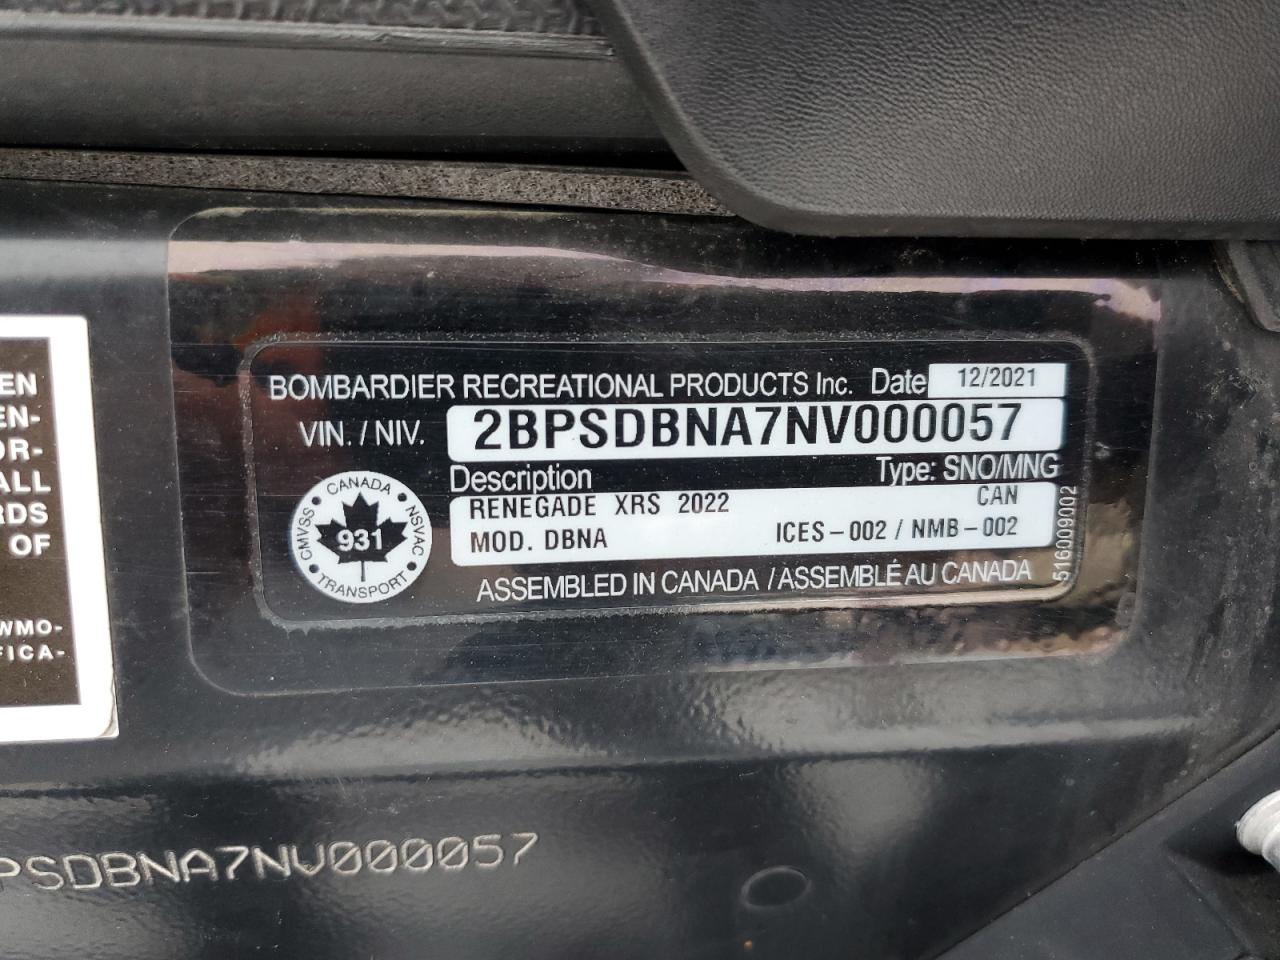 EN
EN-
OR-
ALL
RDS
OF
WMO-
FICA-
BOMBARDIER RECREATIONAL PRODUCTS Inc. Date 12/2021
VIN. / NIV. 2BPSDBNA7NV000057
Description Type: SNO/MNG
RENEGADE XRS 2022 CAN
MOD. DBNA ICES-002 / NMB-002
ASSEMBLED IN CANADA / ASSEMBLÉ AU CANADA
516009002
CANADA
CMVSS 931 NSVAC
TRANSPORT
PSDBNA7NV000057